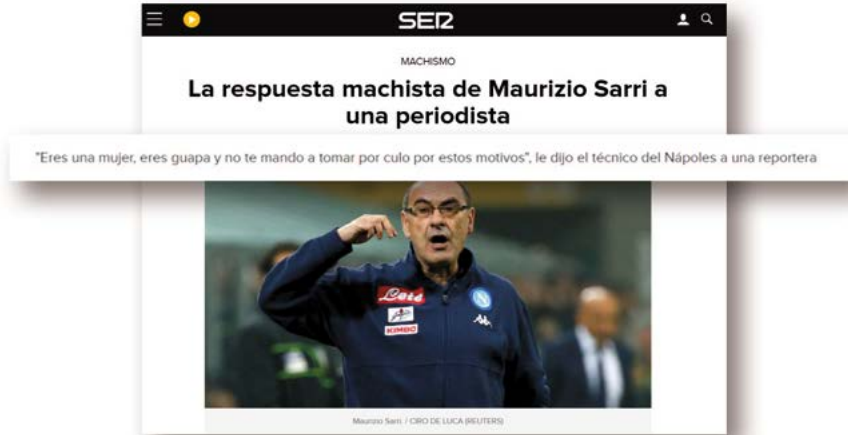 SER
MACHISMO
La respuesta machista de Maurizio Sarri a
una periodista
"Eres una mujer, eres guapa y no te mando a tomar por culo por estos motivos", le dijo el técnico del Nápoles a una reportera
Lete
KIMBO
Maurizio Sarri. / CIRO DE LUCA (REUTERS)